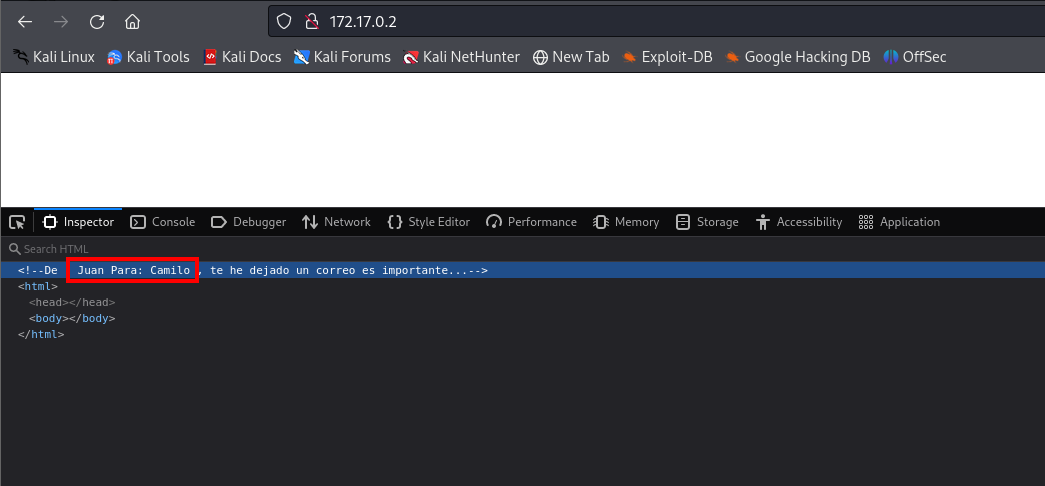 172.17.0.2
Kali Linux Kali Tools Kali Docs Kali Forums Kali NetHunter New Tab Exploit-DB Google Hacking DB OffSec
Inspector Console Debugger Network Style Editor Performance Memory Storage Accessibility Application
Search HTML
<!--De Juan Para: Camilo , te he dejado un correo es importante...-->
<html>
<head></head>
<body></body>
</html>